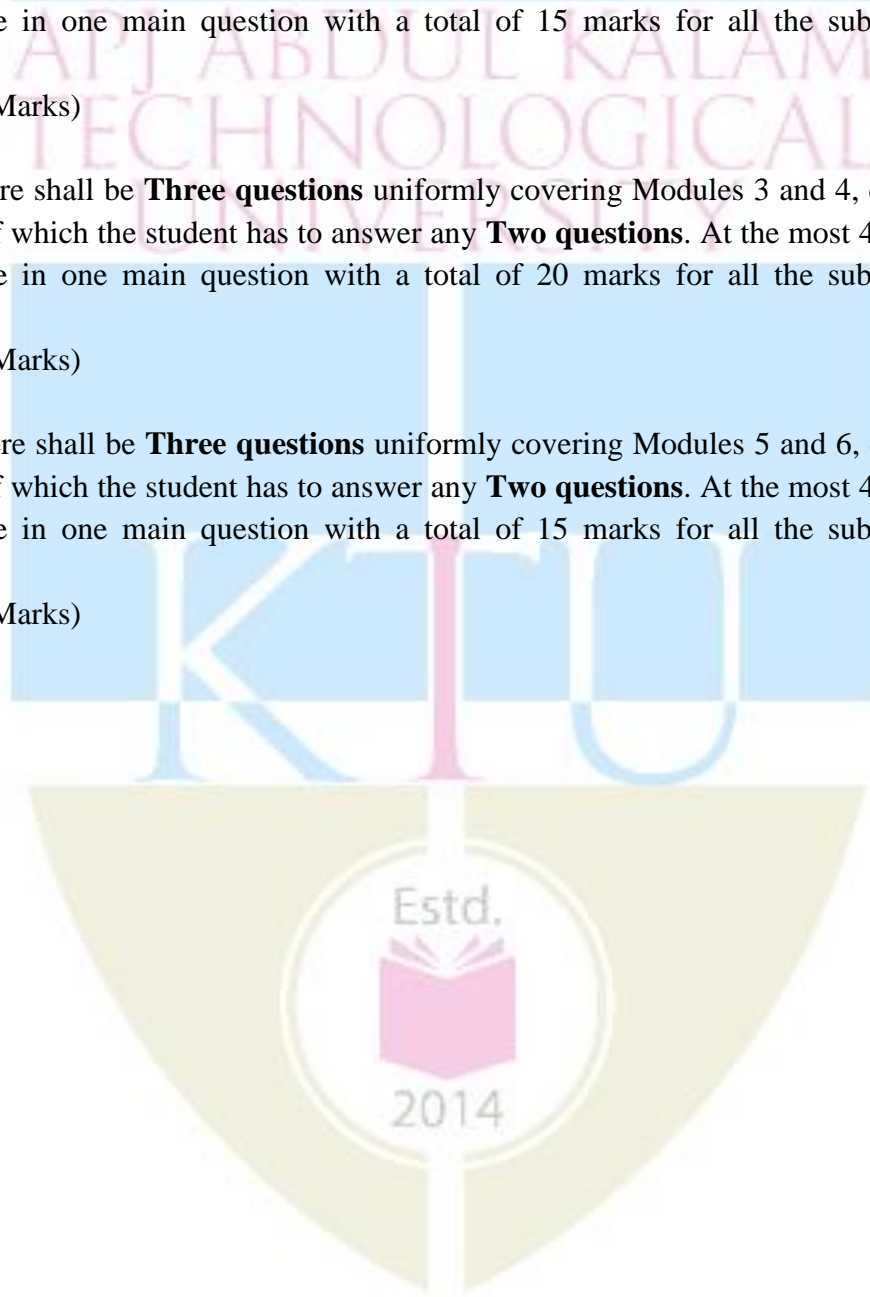 e in one main question with a total of 15 marks for all the sub
APJ ABDUL KALAM
Marks)
TECHNOLOGICAL
re shall be Three questions uniformly covering Modules 3 and 4,
UNIVERSITY
f which the student has to answer any Two questions. At the most 4
e in one main question with a total of 20 marks for all the sub
Marks)
ere shall be Three questions uniformly covering Modules 5 and 6,
f which the student has to answer any Two questions. At the most 4
e in one main question with a total of 15 marks for all the sub
Marks)
KTU
Estd.
2014